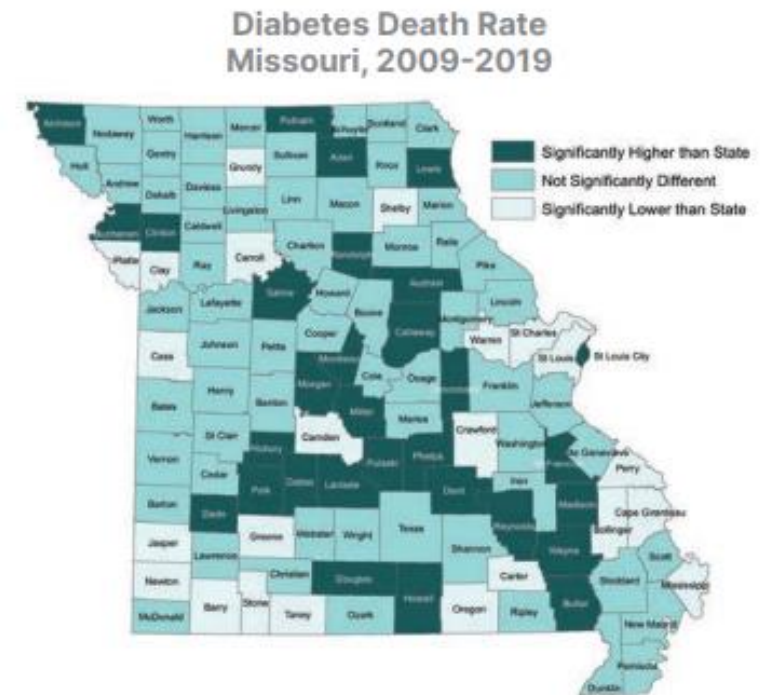 Diabetes Death Rate
Missouri, 2009-2019
Significantly Higher than State
Not Significantly Different
Significantly Lower than State
Atchison
Nodaway
Worth
Harrison
Mercer
Putnam
Schuyler
Scotland
Clark
Gentry
Grundy
Sullivan
Adair
Knox
Lewis
Holt
Andrew
Dekalb
Daviess
Livingston
Linn
Macon
Shelby
Marion
Buchanan
Clinton
Caldwell
Chariton
Randolph
Monroe
Ralls
Platte
Clay
Ray
Carroll
Pike
Saline
Howard
Boone
Audrain
Lincoln
Jackson
Lafayette
Cooper
Callaway
Montgomery
Warren
St Charles
St Louis
St Louis City
Cass
Johnson
Pettis
Moniteau
Morgan
Cole
Osage
Franklin
Jefferson
Bates
Henry
Benton
Miller
Maries
Crawford
Washington
St Clair
Camden
Vernon
Hickory
Pulaski
Phelps
Perry
Cedar
Polk
Dallas
Laclede
Dent
Iron
Madison
Barton
Dade
Cape Girardeau
Bollinger
Jasper
Greene
Webster
Wright
Texas
Reynolds
Lawrence
Shannon
Wayne
Scott
Newton
Christian
Douglas
Carter
Stoddard
Mississippi
McDonald
Barry
Stone
Taney
Ozark
Howell
Oregon
Ripley
Butler
New Madrid
Pemiscot
Dunklin